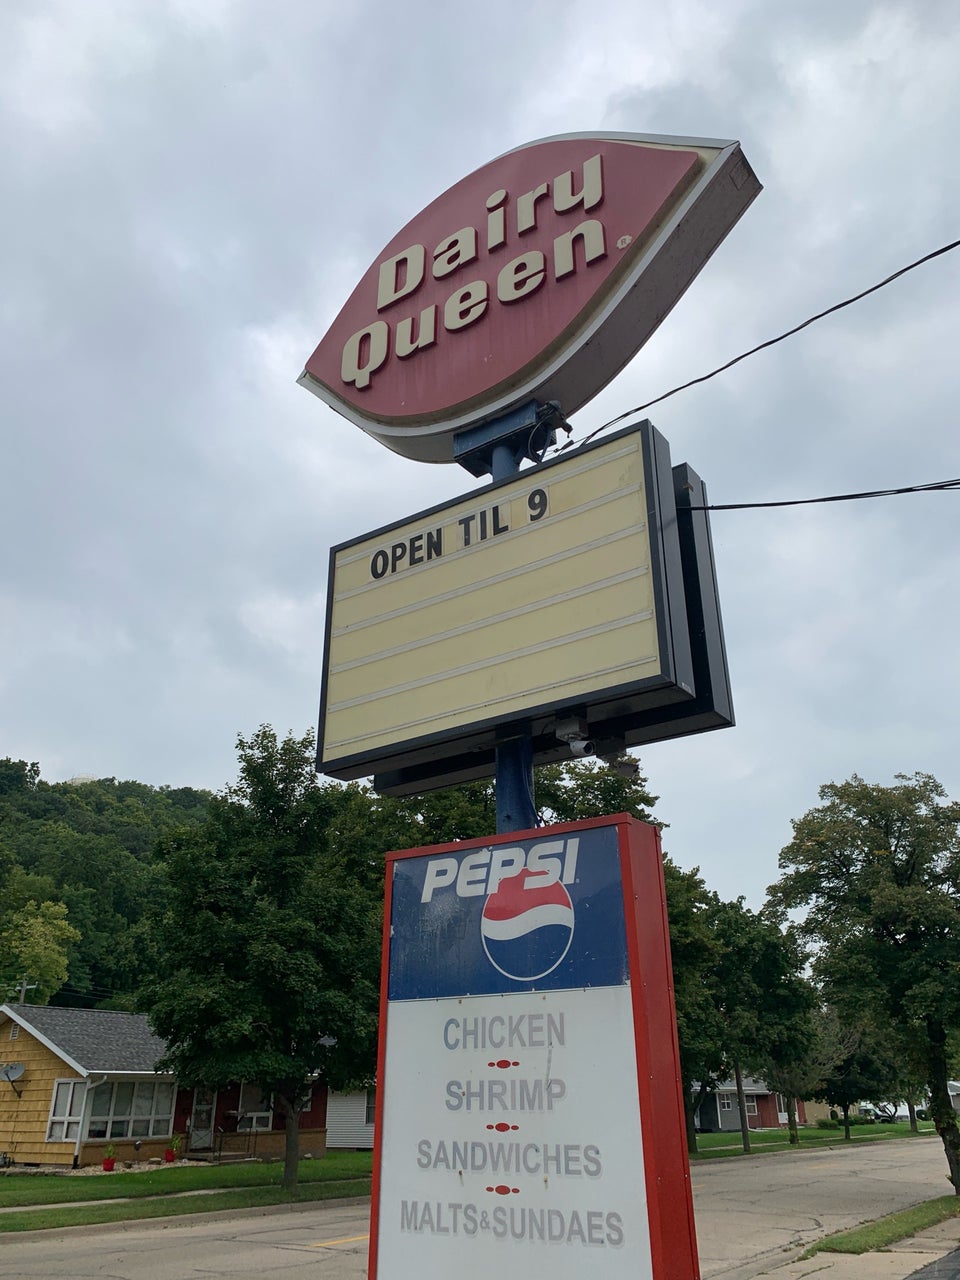 Dairy
Queen®
OPEN TIL 9
PEPSI
CHICKEN
SHRIMP
SANDWICHES
MALTS&SUNDAES